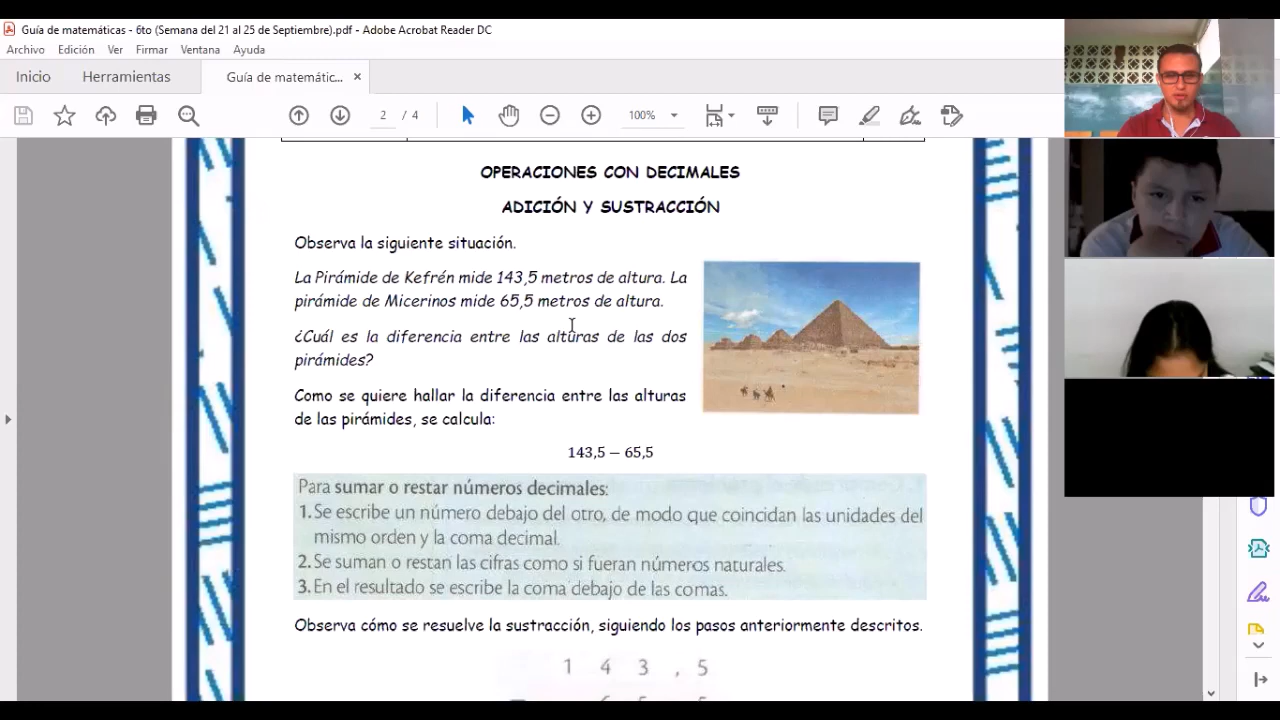 Guía de matemáticas - 6to (Semana del 21 al 25 de Septiembre).pdf - Adobe Acrobat Reader DC
Archivo Edición Ver Firmar Ventana Ayuda
Inicio Herramientas Guía de matemátic... ×
2 / 4 100%
OPERACIONES CON DECIMALES
ADICIÓN Y SUSTRACCIÓN
Observa la siguiente situación.
La Pirámide de Kefrén mide 143,5 metros de altura. La
pirámide de Micerinos mide 65,5 metros de altura.
¿Cuál es la diferencia entre las alturas de las dos
pirámides?
Como se quiere hallar la diferencia entre las alturas
de las pirámides, se calcula:
143,5 − 65,5
Para sumar o restar números decimales:
1. Se escribe un número debajo del otro, de modo que coincidan las unidades del
mismo orden y la coma decimal.
2. Se suman o restan las cifras como si fueran números naturales.
3. En el resultado se escribe la coma debajo de las comas.
Observa cómo se resuelve la sustracción, siguiendo los pasos anteriormente descritos.
1 4 3 , 5